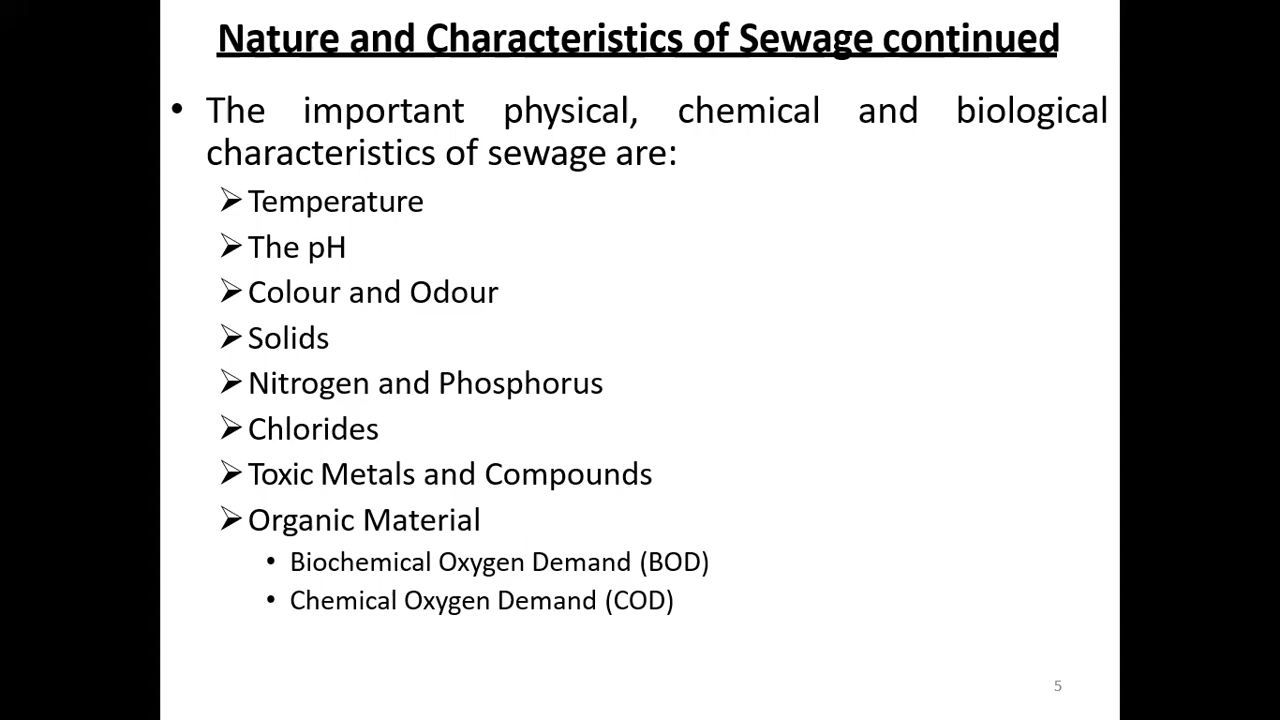 Nature and Characteristics of Sewage continued
• The important physical, chemical and biological
characteristics of sewage are:
➢ Temperature
➢ The pH
➢ Colour and Odour
➢ Solids
➢ Nitrogen and Phosphorus
➢ Chlorides
➢ Toxic Metals and Compounds
➢ Organic Material
• Biochemical Oxygen Demand (BOD)
• Chemical Oxygen Demand (COD)
5